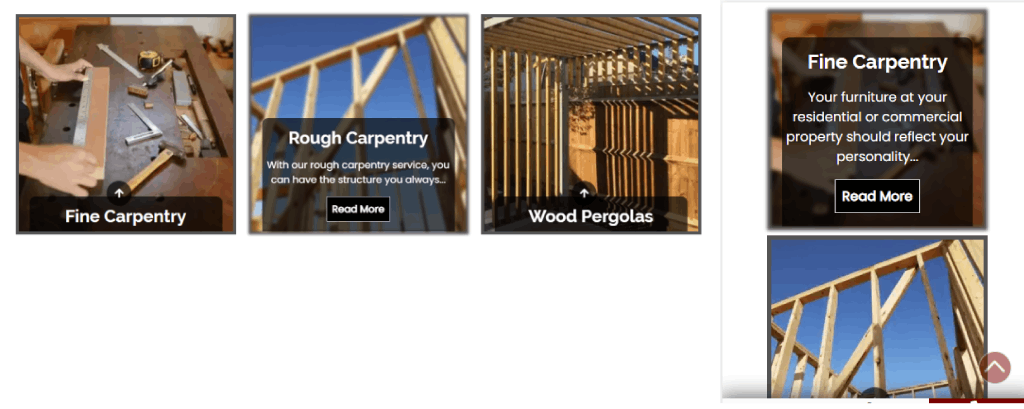 Fine Carpentry
Rough Carpentry
With our rough carpentry service, you
can have the structure you always...
Read More
Wood Pergolas
Fine Carpentry
Your furniture at your
residential or commercial
property should reflect your
personality...
Read More